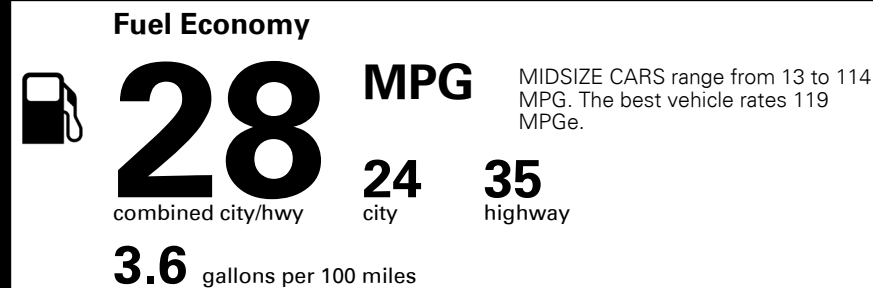 Fuel Economy
28 MPG
MIDSIZE CARS range from 13 to 114
MPG. The best vehicle rates 119
MPGe.
24 35
combined city/hwy city highway
3.6 gallons per 100 miles